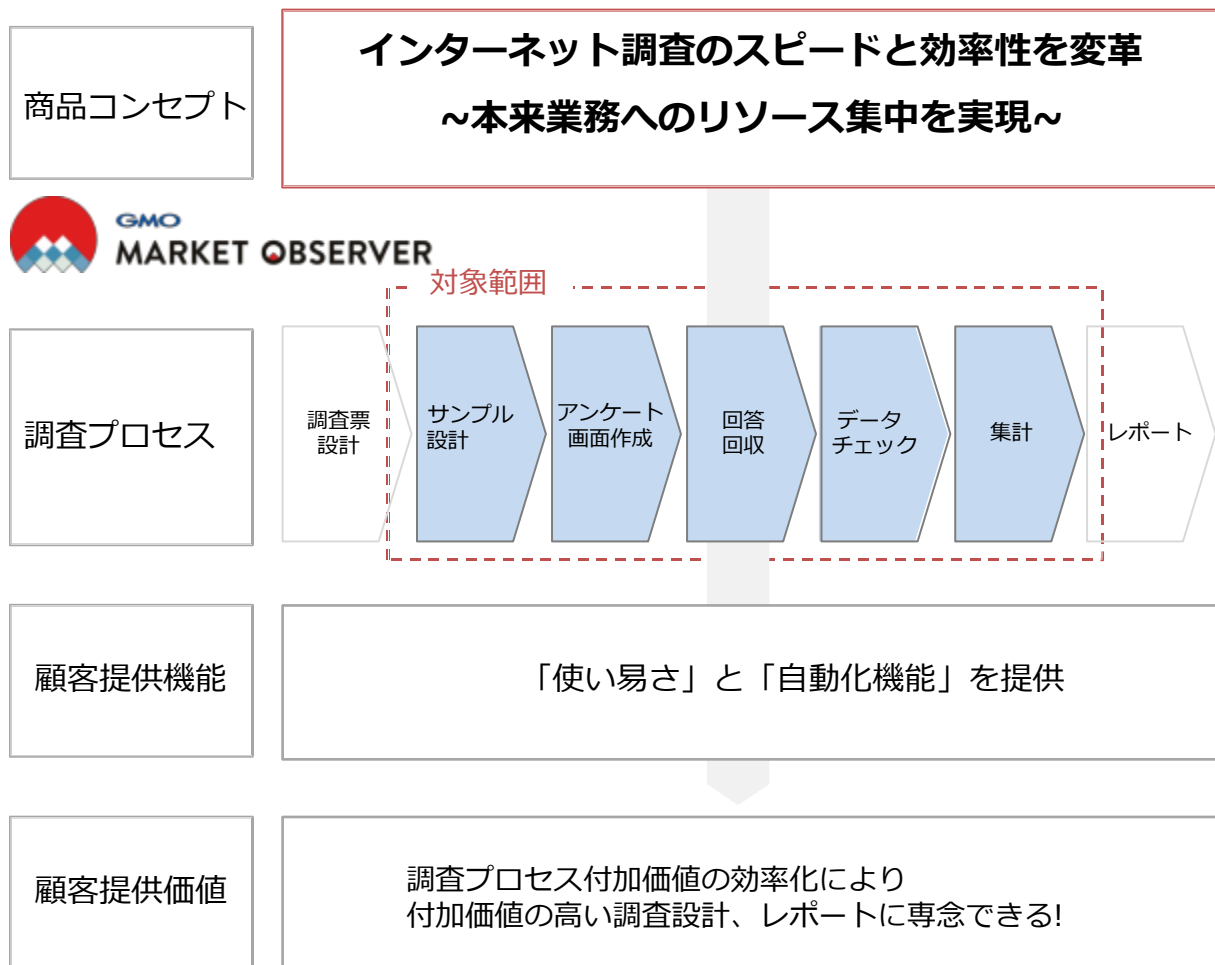 商品コンセプト
インターネット調査のスピードと効率性を変革
~本来業務へのリソース集中を実現~
GMO
MARKET OBSERVER
対象範囲
調査プロセス
調査票
設計
サンプル
設計
アンケート
画面作成
回答
回収
データ
チェック
集計
レポート
顧客提供機能
「使い易さ」と「自動化機能」を提供
顧客提供価値
調査プロセス付加価値の効率化により
付加価値の高い調査設計、レポートに専念できる!